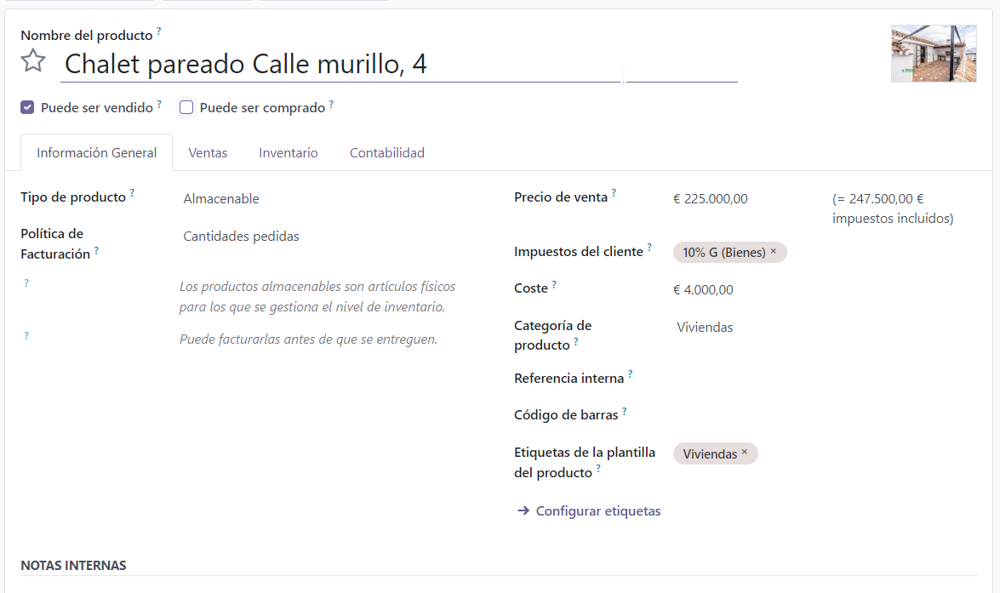 Nombre del producto ?
Chalet pareado Calle murillo, 4
Puede ser vendido ? Puede ser comprado ?
Información General Ventas Inventario Contabilidad
Tipo de producto ? Almacenable
Política de
Facturación ? Cantidades pedidas
? Los productos almacenables son artículos físicos
para los que se gestiona el nivel de inventario.
? Puede facturarlas antes de que se entreguen.
Precio de venta ? € 225.000,00 (= 247.500,00 €
impuestos incluidos)
Impuestos del cliente ? 10% G (Bienes) ×
Coste ? € 4.000,00
Categoría de
producto ? Viviendas
Referencia interna ?
Código de barras ?
Etiquetas de la plantilla
del producto ? Viviendas ×
→ Configurar etiquetas
NOTAS INTERNAS